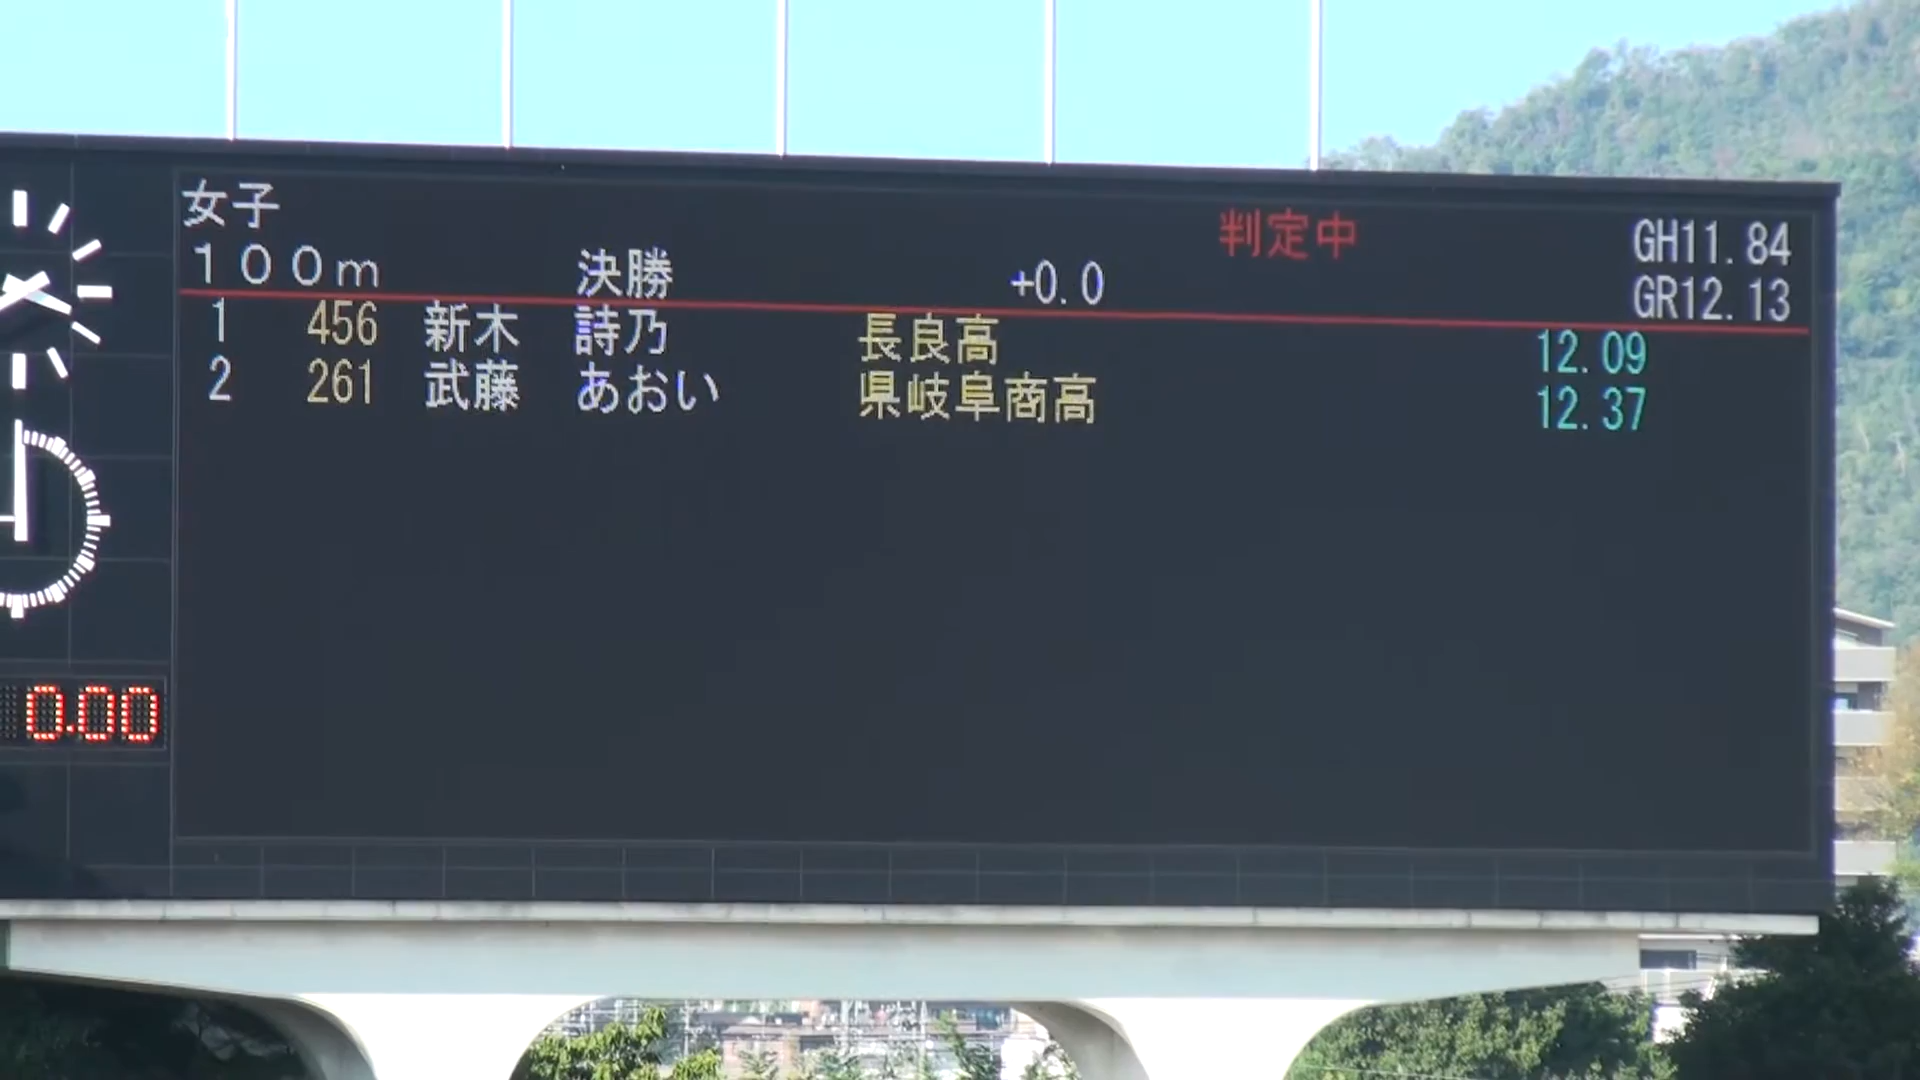 女子
100m 決勝 +0.0 判定中 GH11.84
GR12.13
1 456 新木 詩乃 長良高 12.09
2 261 武藤 あおい 県岐阜商高 12.37
0.00